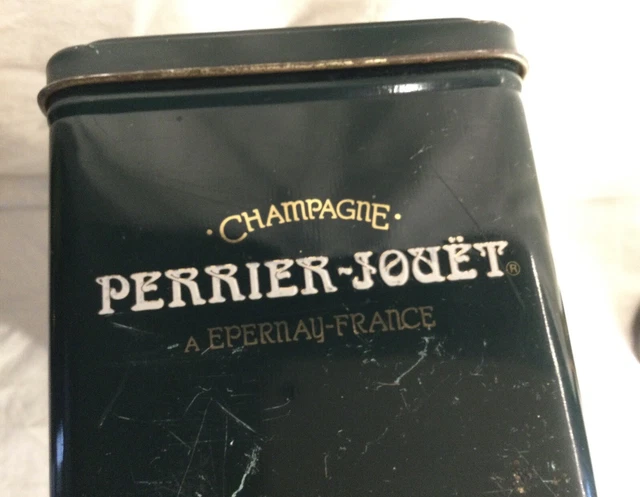 ·CHAMPAGNE·
PERRIER-JOUËT®
A EPERNAY-FRANCE